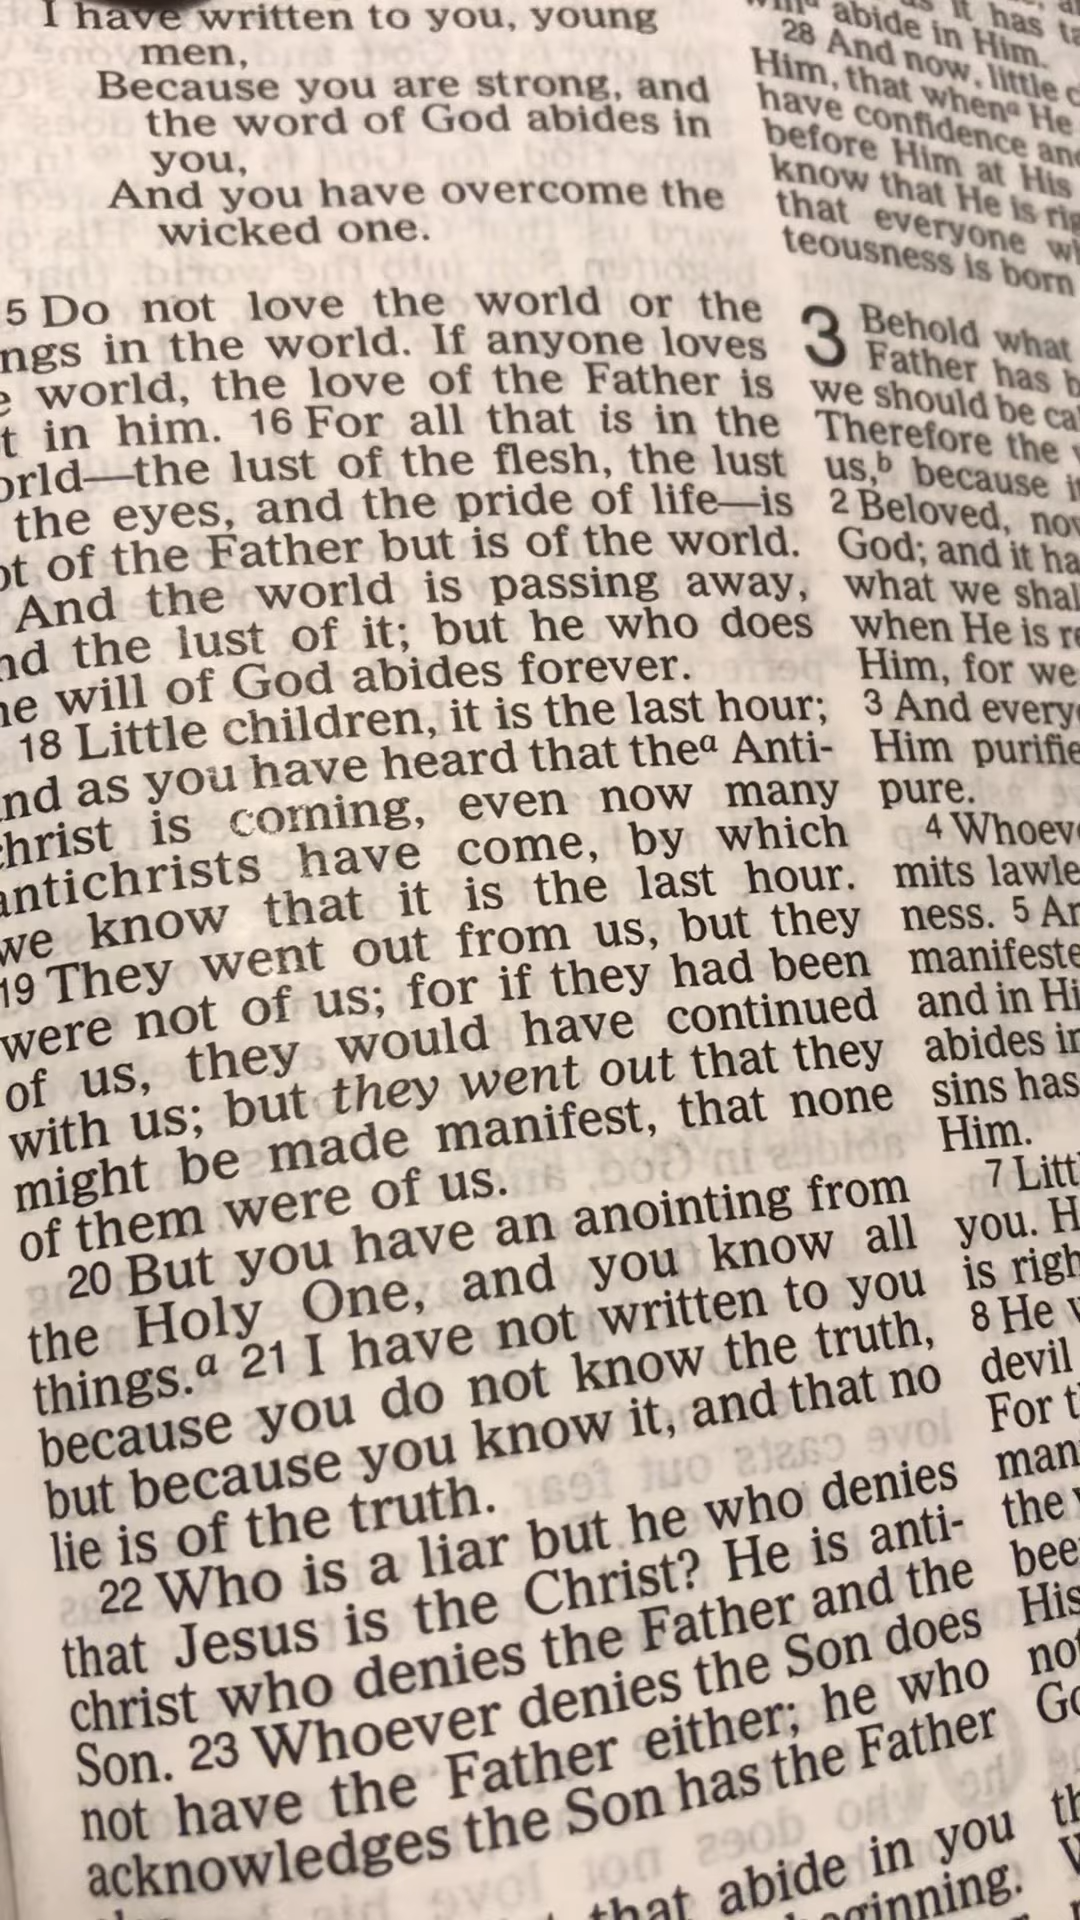 I have written to you, young
men,
Because you are strong, and
the word of God abides in
you,
And you have overcome the
wicked one.
5 Do not love the world or the
ngs in the world. If anyone loves
e world, the love of the Father is
t in him. 16 For all that is in the
orld—the lust of the flesh, the lust
the eyes, and the pride of life—is
ot of the Father but is of the world.
And the world is passing away,
nd the lust of it; but he who does
he will of God abides forever.
18 Little children, it is the last hour;
nd as you have heard that theᵃ Anti-
christ is coming, even now many
antichrists have come, by which
we know that it is the last hour.
19 They went out from us, but they
were not of us; for if they had been
of us, they would have continued
with us; but they went out that they
might be made manifest, that none
of them were of us.
20 But you have an anointing from
the Holy One, and you know all
things.ᵃ 21 I have not written to you
because you do not know the truth,
but because you know it, and that no
lie is of the truth.
22 Who is a liar but he who denies
that Jesus is the Christ? He is anti-
christ who denies the Father and the
Son. 23 Whoever denies the Son does
not have the Father either; he who
acknowledges the Son has the Father
that abide in you
eginning.
abide in Him.
28 And now, little c
Him, that whenᵃ He
have confidence and
before Him at His
know that He is rig
that everyone wh
teousness is born
3 Behold what
Father has b
we should be cal
Therefore the w
us,ᵇ because it
2 Beloved, now
God; and it ha
what we shal
when He is re
Him, for we
3 And everyo
Him purifie
pure.
4 Whoeve
mits lawle
ness. 5 An
manifeste
and in Hi
abides in
sins has
Him.
7 Littl
you. H
is righ
8 He w
devil
For t
man
the
bee
His
not
Go
th